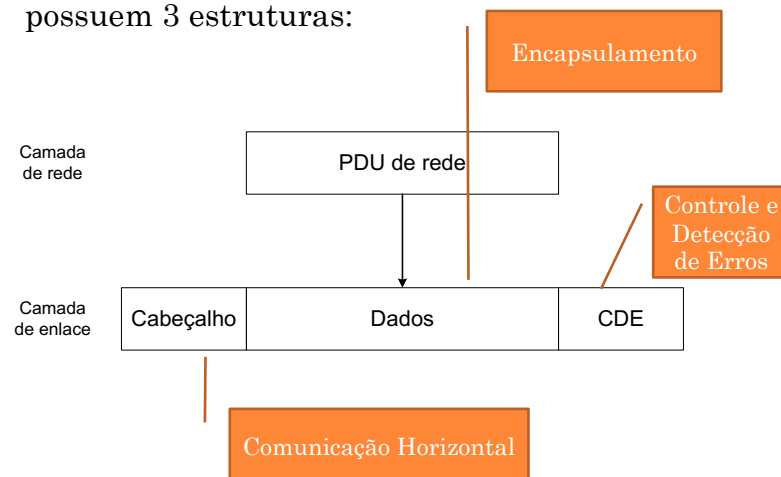 possuem 3 estruturas:
Encapsulamento
Camada
de rede
PDU de rede
Controle e
Detecção
de Erros
Camada
de enlace
Cabeçalho
Dados
CDE
Comunicação Horizontal